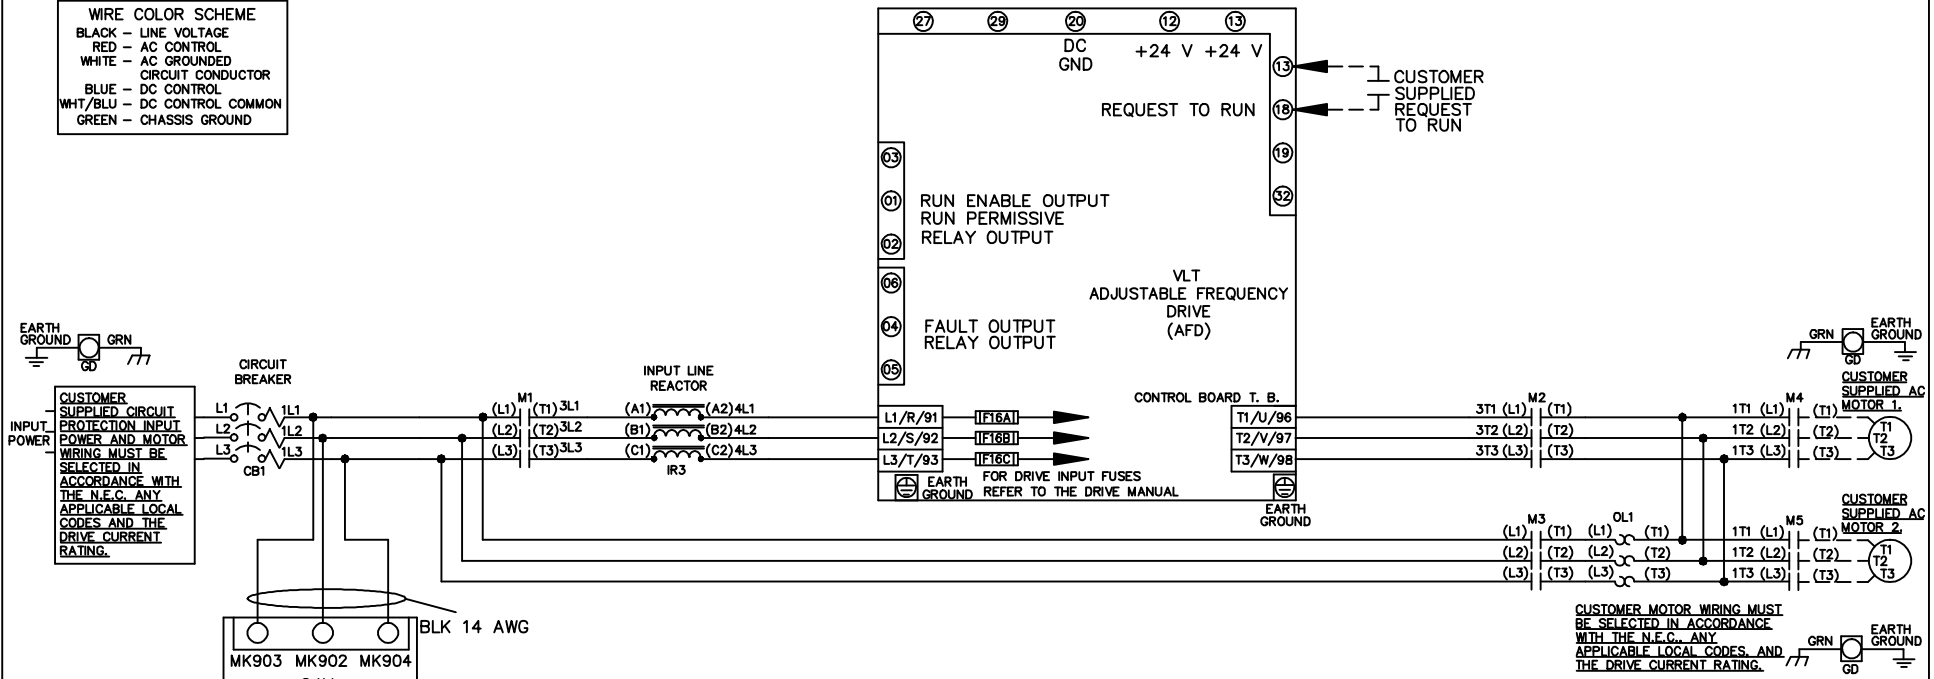 WIRE COLOR SCHEME
BLACK – LINE VOLTAGE
RED – AC CONTROL
WHITE – AC GROUNDED
CIRCUIT CONDUCTOR
BLUE – DC CONTROL
WHT/BLU – DC CONTROL COMMON
GREEN – CHASSIS GROUND
27 29 20 12 13
DC
GND
+24 V +24 V
13
REQUEST TO RUN 18
19
32
CUSTOMER
SUPPLIED
REQUEST
TO RUN
03
01
02
RUN ENABLE OUTPUT
RUN PERMISSIVE
RELAY OUTPUT
06
04
05
FAULT OUTPUT
RELAY OUTPUT
VLT
ADJUSTABLE FREQUENCY
DRIVE
(AFD)
EARTH
GROUND
GRN
GD
INPUT
POWER
CUSTOMER
SUPPLIED CIRCUIT
PROTECTION INPUT
POWER AND MOTOR
WIRING MUST BE
SELECTED IN
ACCORDANCE WITH
THE N.E.C. ANY
APPLICABLE LOCAL
CODES AND THE
DRIVE CURRENT
RATING.
CIRCUIT
BREAKER
L1 1L1
L2 1L2
L3 1L3
CB1
M1
(L1) (T1) 3L1
(L2) (T2) 3L2
(L3) (T3) 3L3
INPUT LINE
REACTOR
(A1) (A2) 4L1
(B1) (B2) 4L2
(C1) (C2) 4L3
IR3
L1/R/91 F16A
L2/S/92 F16B
L3/T/93 F16C
EARTH
GROUND
FOR DRIVE INPUT FUSES
REFER TO THE DRIVE MANUAL
CONTROL BOARD T. B.
T1/U/96
T2/V/97
T3/W/98
EARTH
GROUND
M2
3T1 (L1) (T1)
3T2 (L2) (T2)
3T3 (L3) (T3)
GRN
EARTH
GROUND
GD
CUSTOMER
SUPPLIED AC
MOTOR 1.
M4
1T1 (L1) (T1) T1
1T2 (L2) (T2) T2
1T3 (L3) (T3) T3
CUSTOMER
SUPPLIED AC
MOTOR 2.
M3 OL1 M5
(L1) (T1) (L1) (T1) 1T1 (L1) (T1) T1
(L2) (T2) (L2) (T2) 1T2 (L2) (T2) T2
(L3) (T3) (L3) (T3) 1T3 (L3) (T3) T3
CUSTOMER MOTOR WIRING MUST
BE SELECTED IN ACCORDANCE
WITH THE N.E.C., ANY
APPLICABLE LOCAL CODES, AND
THE DRIVE CURRENT RATING.
GRN
EARTH
GROUND
GD
BLK 14 AWG
MK903 MK902 MK904